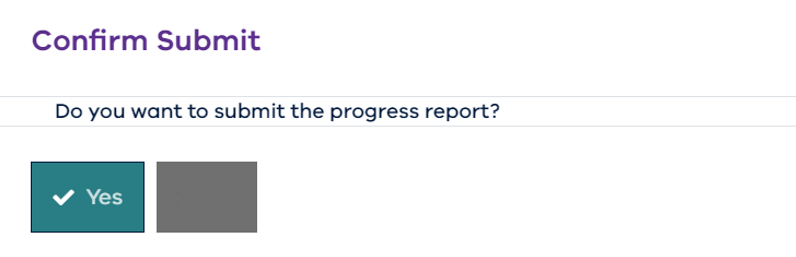 Confirm Submit
Do you want to submit the progress report?
Yes